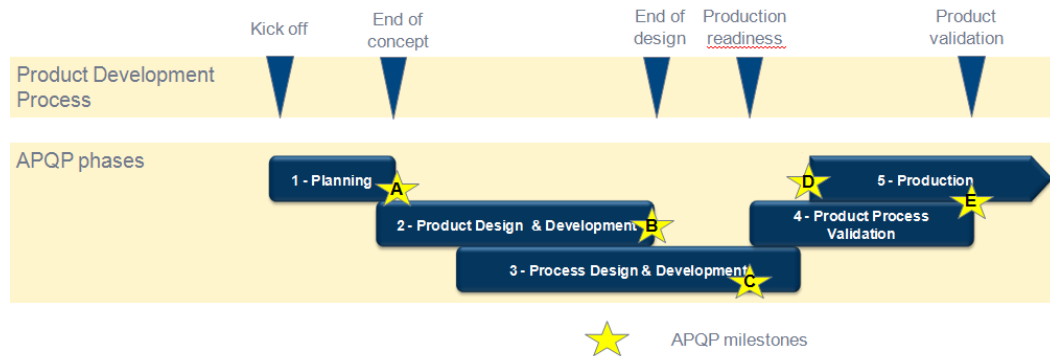 Kick off
End of
concept
End of
design
Production
readiness
Product
validation
Product Development
Process
APQP phases
1 - Planning
A
D
5 - Production
E
2 - Product Design & Development
B
4 - Product Process
Validation
3 - Process Design & Development
C
APQP milestones